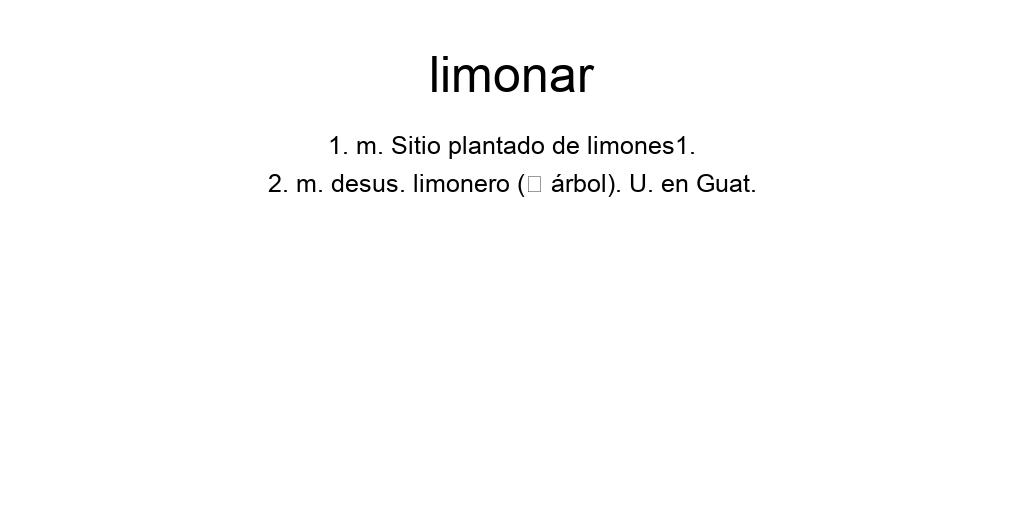 limonar
1. m. Sitio plantado de limones1.
2. m. desus. limonero (□ árbol). U. en Guat.